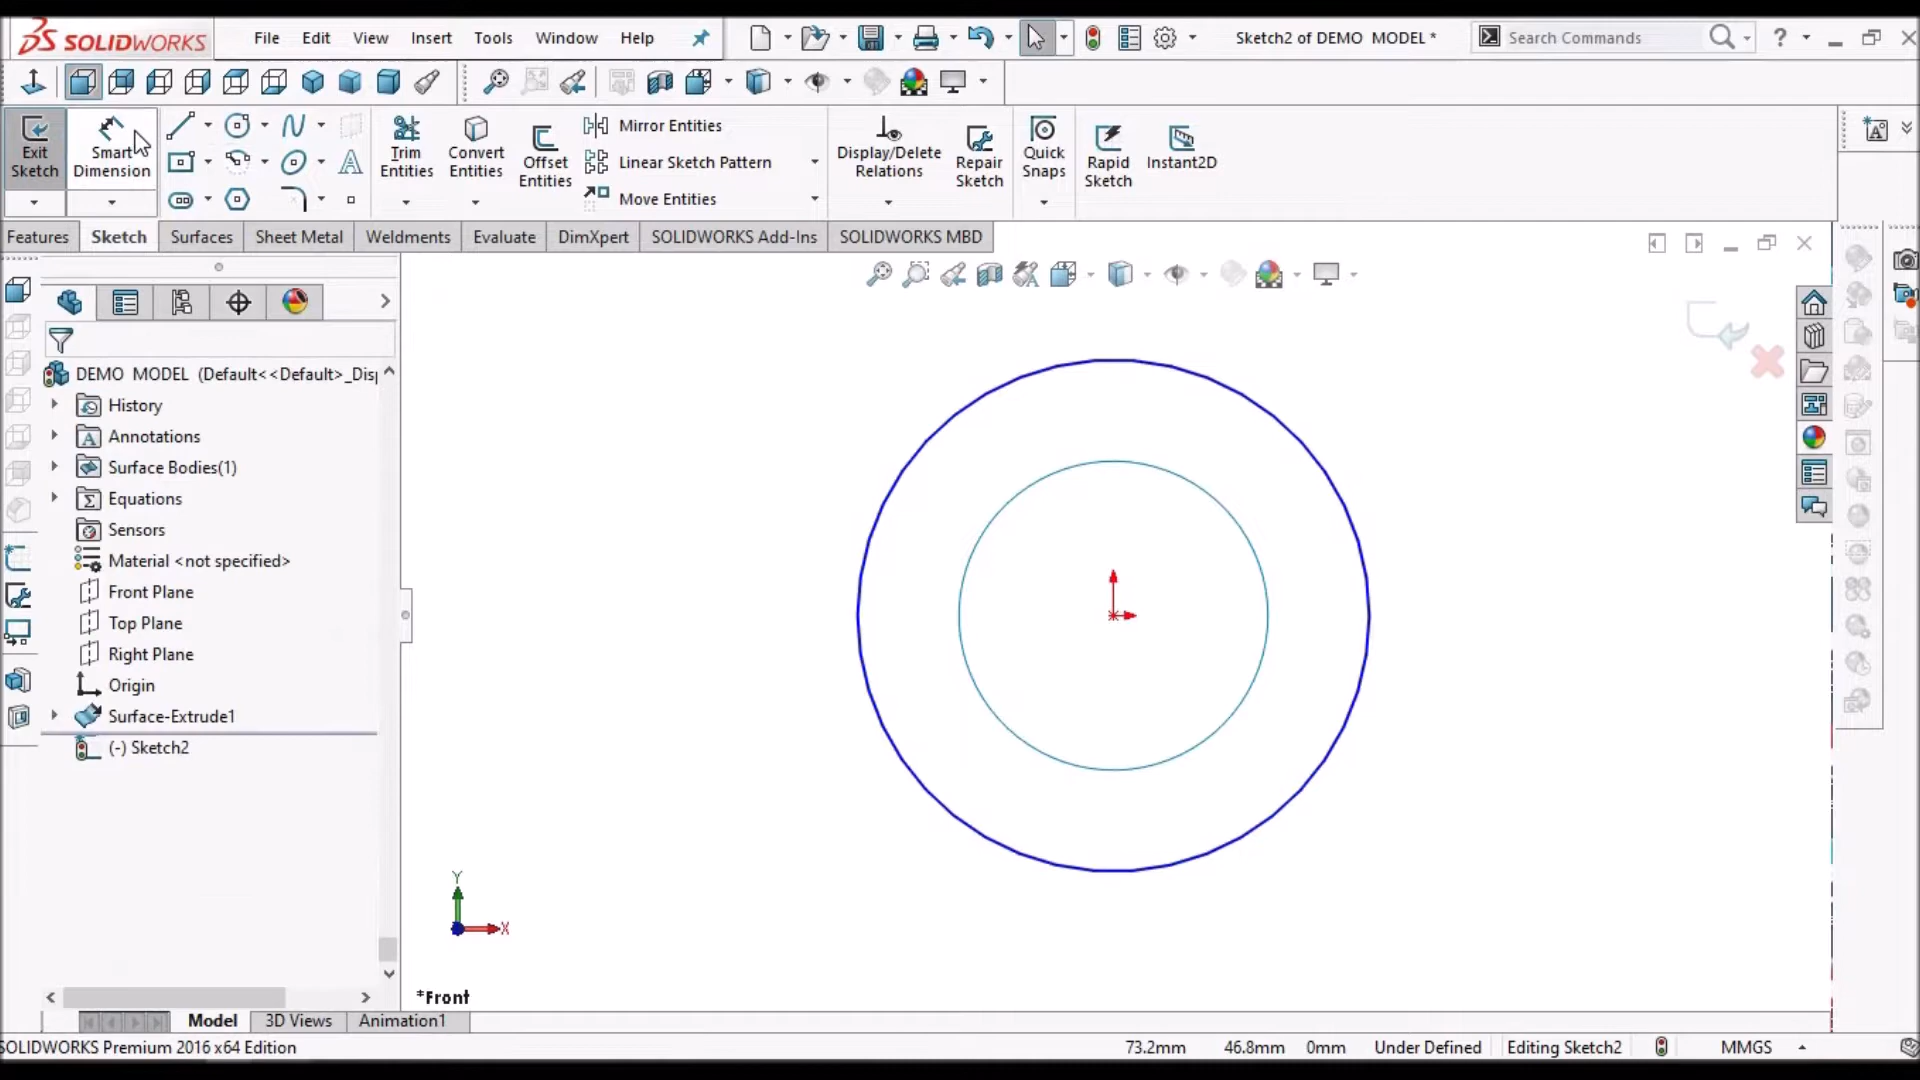 SOLIDWORKS File Edit View Insert Tools Window Help Sketch2 of DEMO MODEL * Search Commands ?
Exit Sketch
Smart Dimension
Trim Entities
Convert Entities
Offset Entities
Mirror Entities
Linear Sketch Pattern
Move Entities
Display/Delete Relations
Repair Sketch
Quick Snaps
Rapid Sketch
Instant2D
Features Sketch Surfaces Sheet Metal Weldments Evaluate DimXpert SOLIDWORKS Add-Ins SOLIDWORKS MBD
DEMO MODEL (Default<<Default>_Disp
History
Annotations
Surface Bodies(1)
Equations
Sensors
Material <not specified>
Front Plane
Top Plane
Right Plane
Origin
Surface-Extrude1
(-) Sketch2
Y
X
*Front
Model 3D Views Animation1
SOLIDWORKS Premium 2016 x64 Edition 73.2mm 46.8mm 0mm Under Defined Editing Sketch2 MMGS